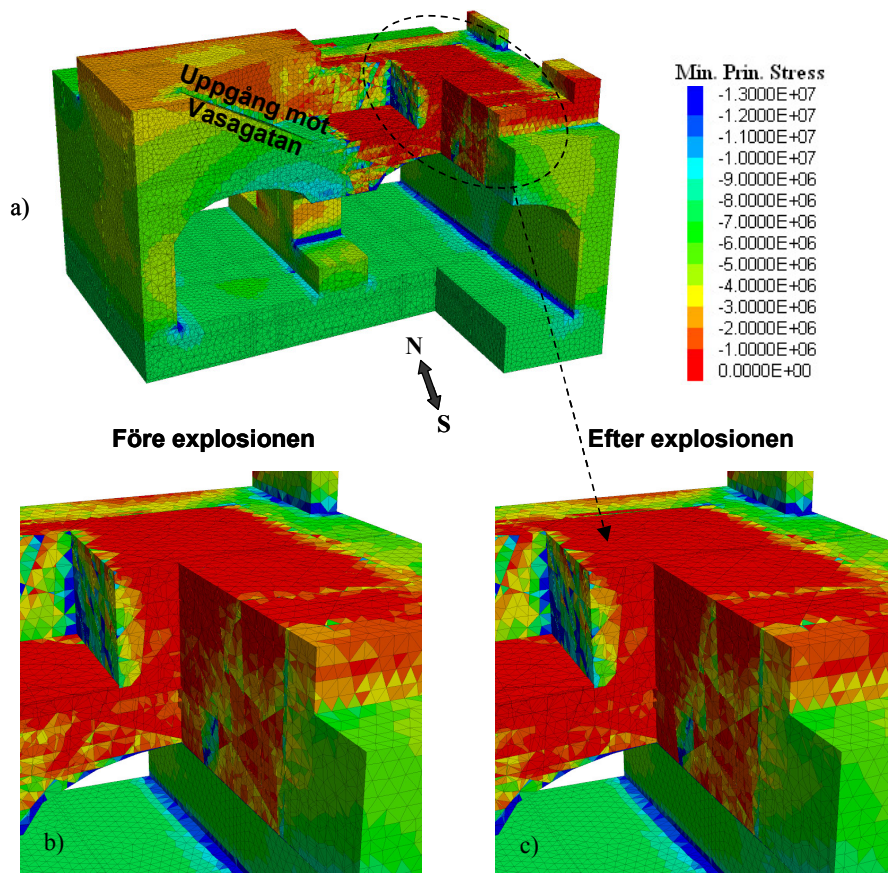 Min. Prin. Stress
-1.3000E+07
-1.2000E+07
-1.1000E+07
-1.0000E+07
-9.0000E+06
-8.0000E+06
-7.0000E+06
-6.0000E+06
-5.0000E+06
-4.0000E+06
-3.0000E+06
-2.0000E+06
-1.0000E+06
0.0000E+00
Uppgång mot
Vasagatan
a)
N
S
Före explosionen
Efter explosionen
b)
c)